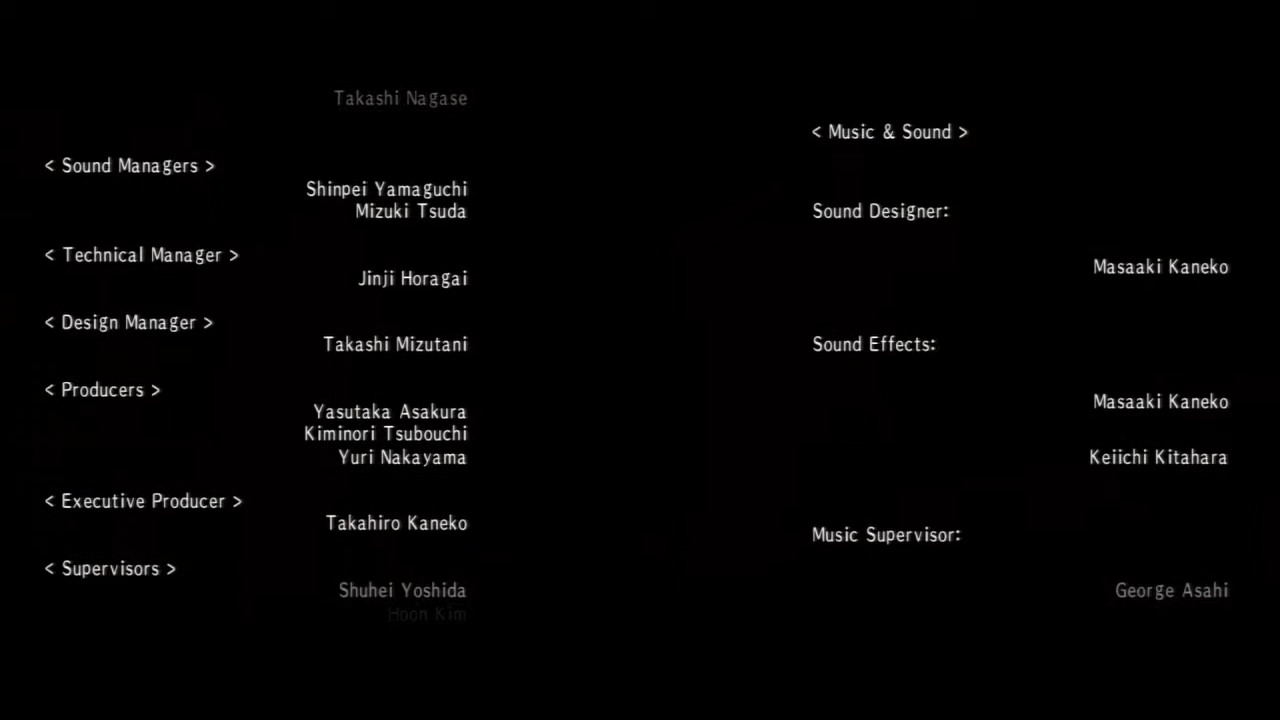 Takashi Nagase
< Sound Managers >
Shinpei Yamaguchi
Mizuki Tsuda
< Technical Manager >
Jinji Horagai
< Design Manager >
Takashi Mizutani
< Producers >
Yasutaka Asakura
Kiminori Tsubouchi
Yuri Nakayama
< Executive Producer >
Takahiro Kaneko
< Supervisors >
Shuhei Yoshida
Hoon Kim
< Music & Sound >
Sound Designer:
Masaaki Kaneko
Sound Effects:
Masaaki Kaneko
Keiichi Kitahara
Music Supervisor:
George Asahi